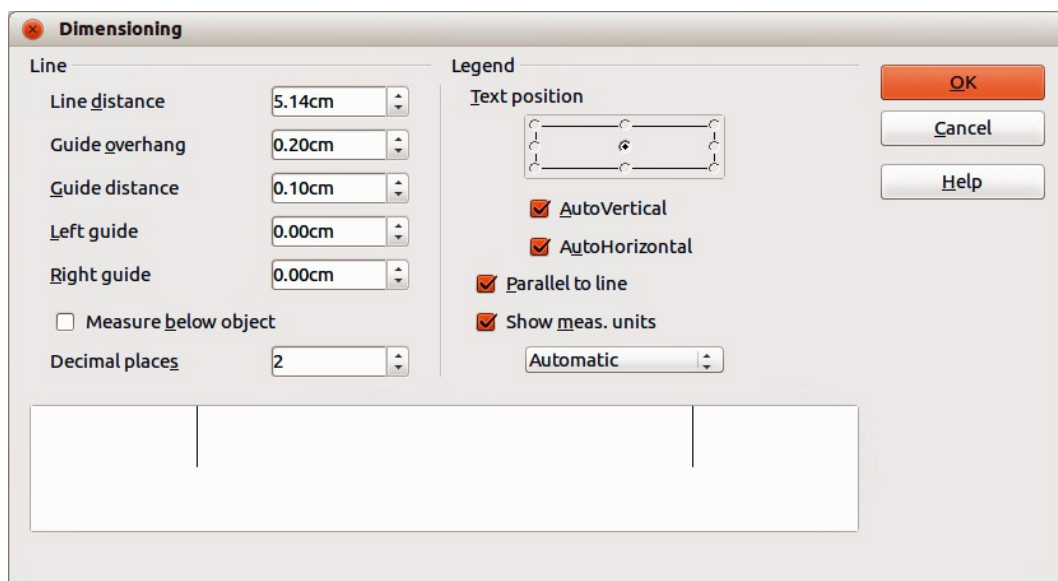 Dimensioning
Line
Line distance 5.14cm
Guide overhang 0.20cm
Guide distance 0.10cm
Left guide 0.00cm
Right guide 0.00cm
Measure below object
Decimal places 2
Legend
Text position
AutoVertical
AutoHorizontal
Parallel to line
Show meas. units
Automatic
OK
Cancel
Help